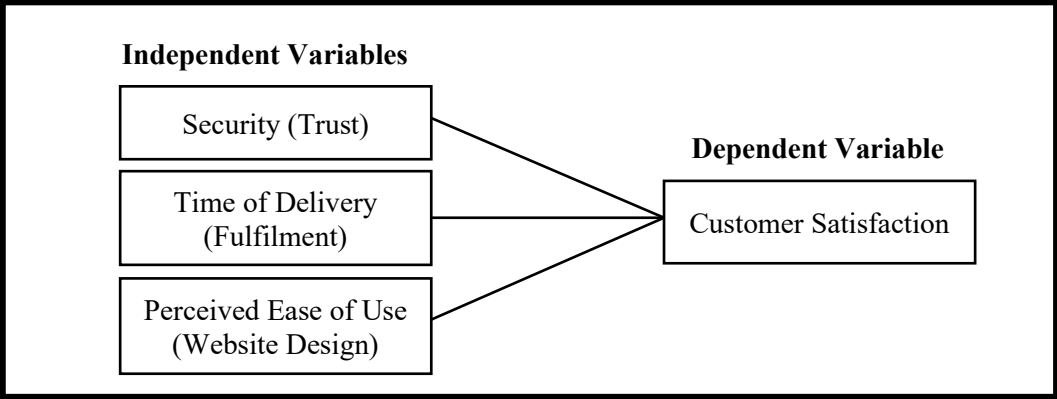 Independent Variables
Security (Trust)
Time of Delivery
(Fulfilment)
Perceived Ease of Use
(Website Design)
Dependent Variable
Customer Satisfaction